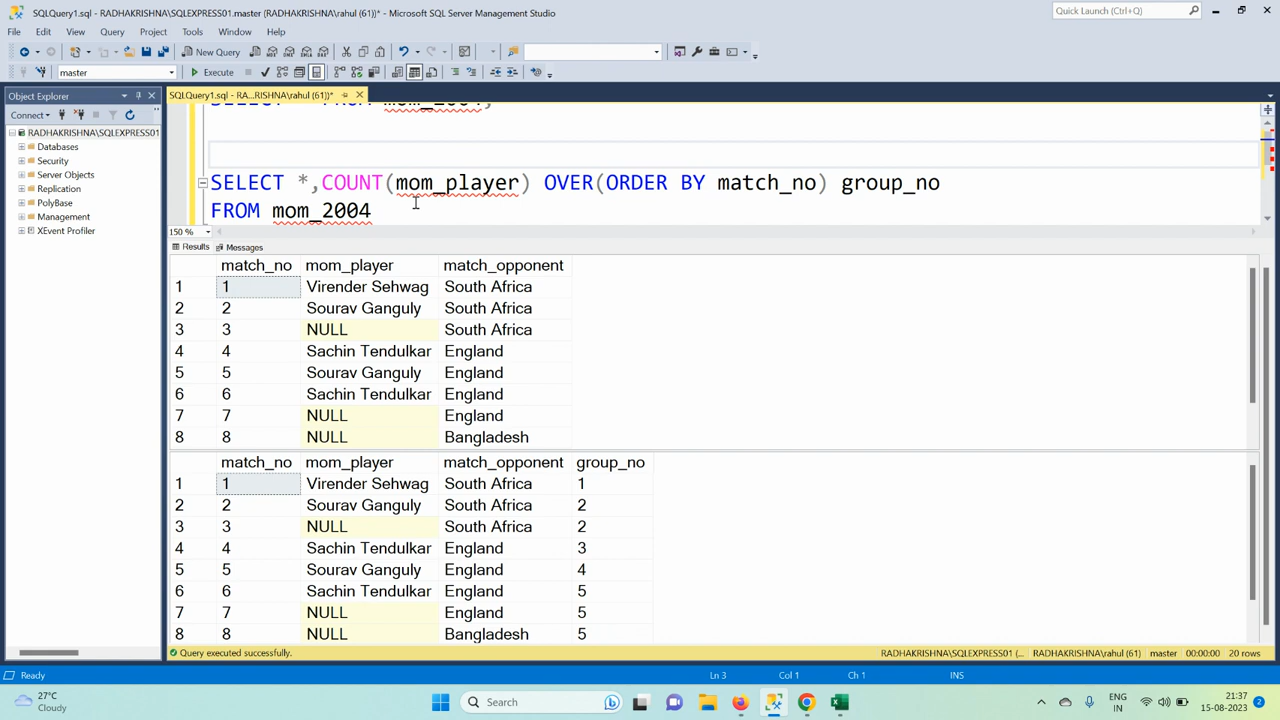 SQLQuery1.sql - RADHAKRISHNA\SQLEXPRESS01.master (RADHAKRISHNA\rahul (61))* - Microsoft SQL Server Management Studio
Quick Launch (Ctrl+Q)
File Edit View Query Project Tools Window Help
New Query
master Execute
Object Explorer
SQLQuery1.sql - RA...RISHNA\rahul (61))*
Connect
RADHAKRISHNA\SQLEXPRESS01
Databases
Security
Server Objects
Replication
PolyBase
Management
XEvent Profiler
SELECT * FROM mom_2004;
SELECT *,COUNT(mom_player) OVER(ORDER BY match_no) group_no
FROM mom_2004
150 %
Results Messages
match_no mom_player match_opponent
1 1 Virender Sehwag South Africa
2 2 Sourav Ganguly South Africa
3 3 NULL South Africa
4 4 Sachin Tendulkar England
5 5 Sourav Ganguly England
6 6 Sachin Tendulkar England
7 7 NULL England
8 8 NULL Bangladesh
match_no mom_player match_opponent group_no
1 1 Virender Sehwag South Africa 1
2 2 Sourav Ganguly South Africa 2
3 3 NULL South Africa 2
4 4 Sachin Tendulkar England 3
5 5 Sourav Ganguly England 4
6 6 Sachin Tendulkar England 5
7 7 NULL England 5
8 8 NULL Bangladesh 5
Query executed successfully. RADHAKRISHNA\SQLEXPRESS01 (... RADHAKRISHNA\rahul (61) master 00:00:00 20 rows
Ready Ln 3 Col 1 Ch 1 INS
27°C
Cloudy
Search
ENG
IN
21:37
15-08-2023
2